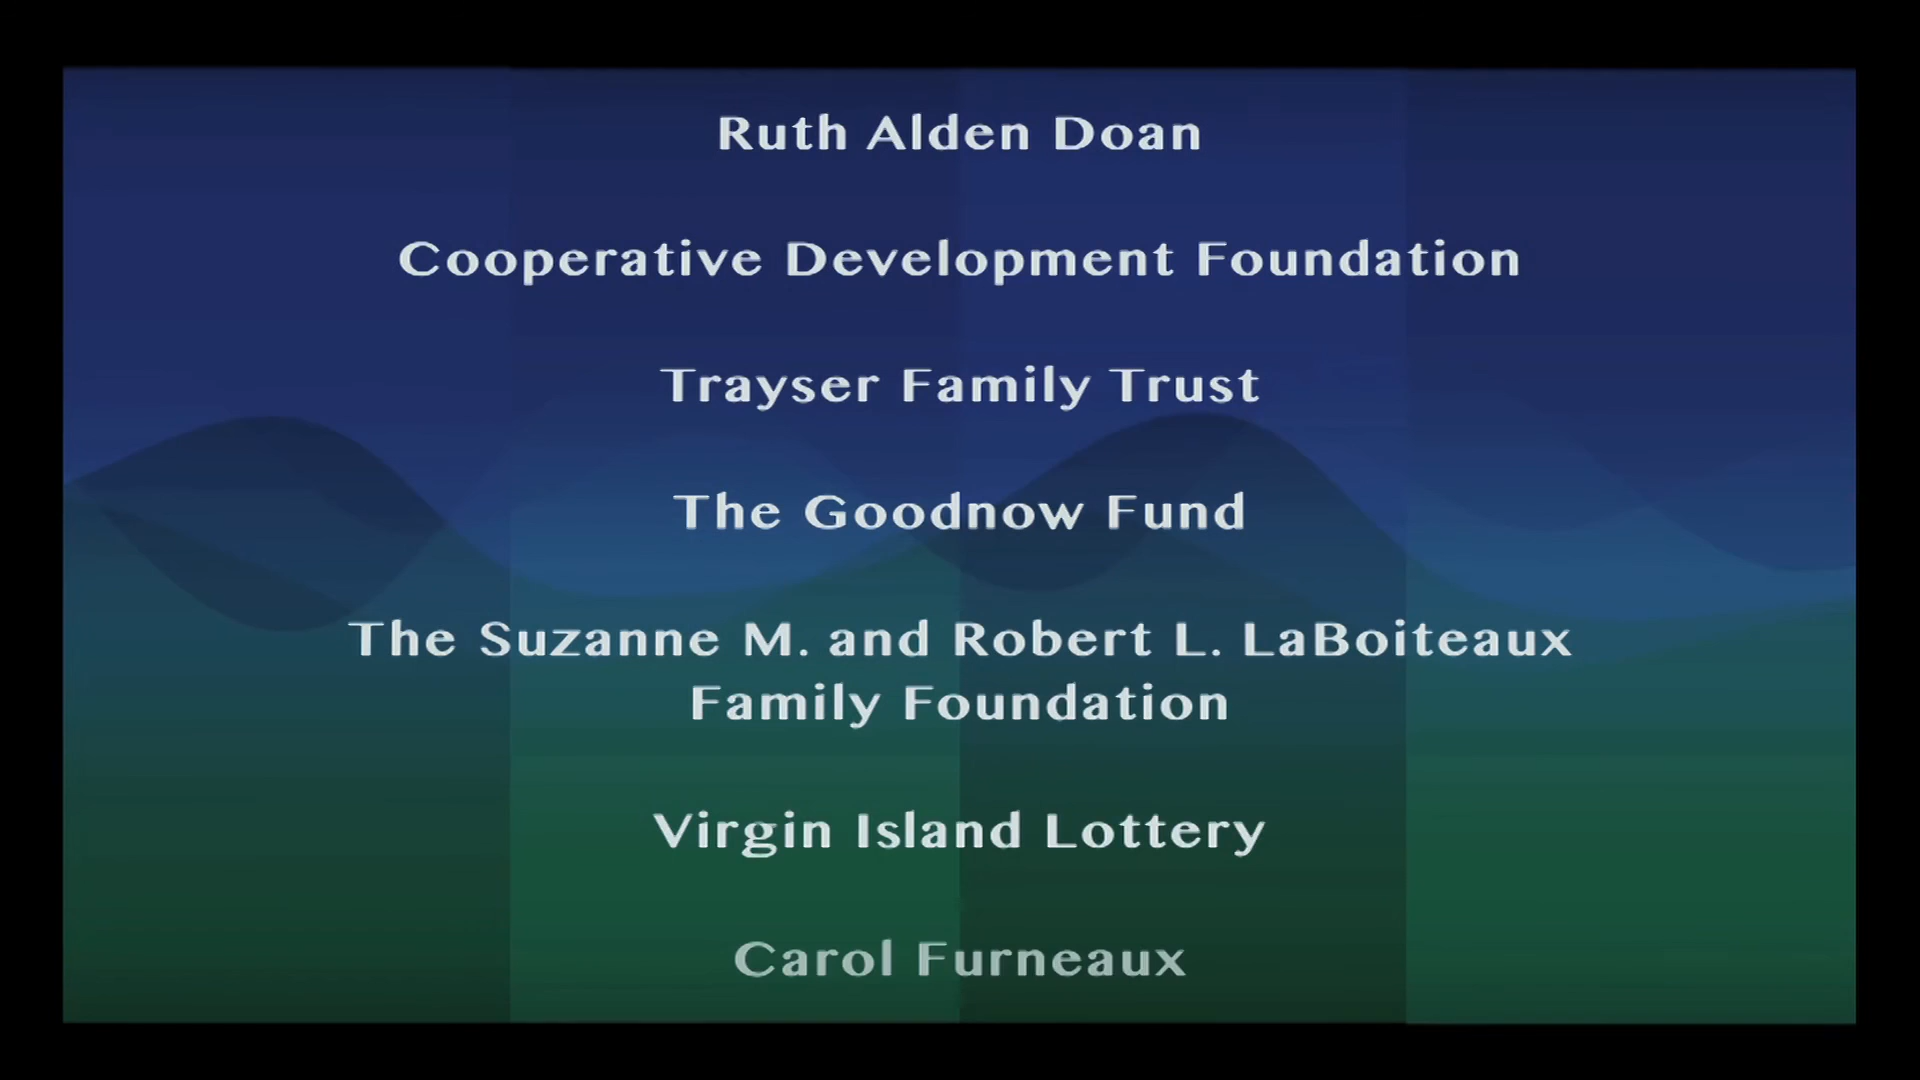 Ruth Alden Doan
Cooperative Development Foundation
Trayser Family Trust
The Goodnow Fund
The Suzanne M. and Robert L. LaBoiteaux
Family Foundation
Virgin Island Lottery
Carol Furneaux